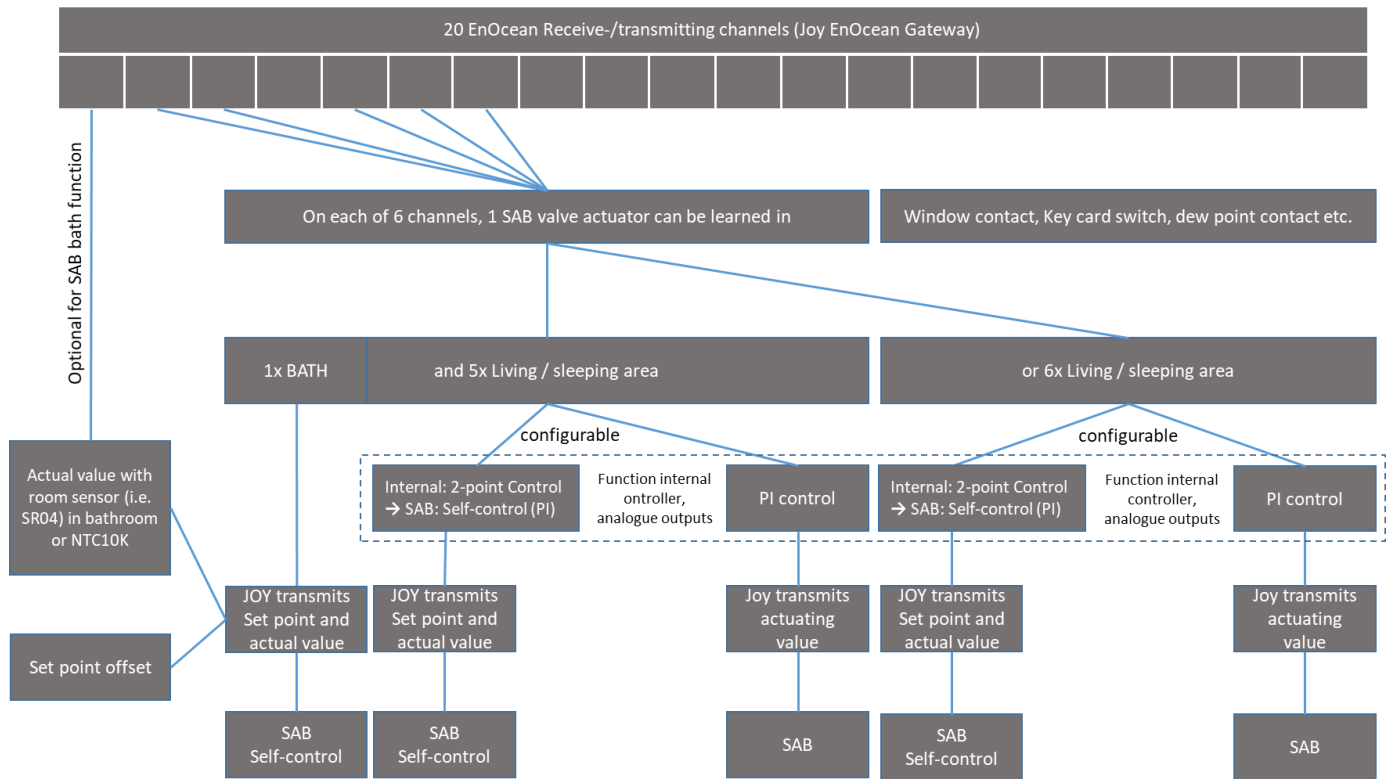 20 EnOcean Receive-/transmitting channels (Joy EnOcean Gateway)
Optional for SAB bath function
On each of 6 channels, 1 SAB valve actuator can be learned in
Window contact, Key card switch, dew point contact etc.
1x BATH
and 5x Living / sleeping area
or 6x Living / sleeping area
configurable
configurable
Actual value with
room sensor (i.e.
SR04) in bathroom
or NTC10K
Internal: 2-point Control
→ SAB: Self-control (PI)
Function internal
ontroller,
analogue outputs
PI control
Internal: 2-point Control
→ SAB: Self-control (PI)
Function internal
controller,
analogue outputs
PI control
Set point offset
JOY transmits
Set point and
actual value
JOY transmits
Set point and
actual value
Joy transmits
actuating
value
JOY transmits
Set point and
actual value
Joy transmits
actuating
value
SAB
Self-control
SAB
Self-control
SAB
SAB
Self-control
SAB